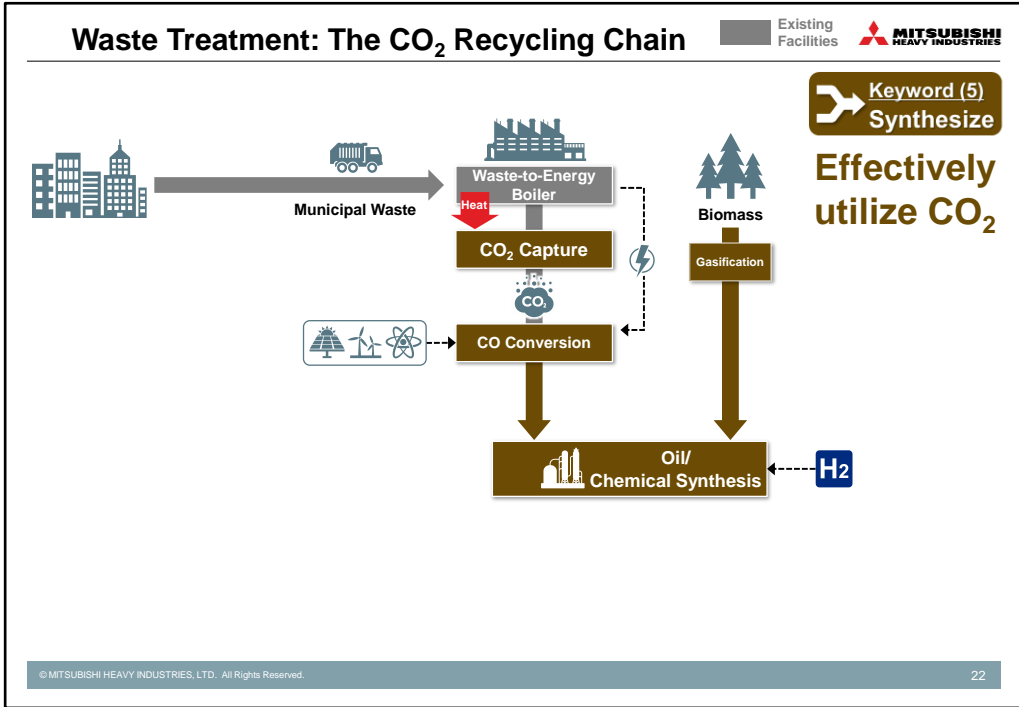 Waste Treatment: The CO₂ Recycling Chain
Existing
Facilities
MITSUBISHI
HEAVY INDUSTRIES
Keyword (5)
Synthesize
Effectively
utilize CO₂
Municipal Waste
Waste-to-Energy
Boiler
Heat
Biomass
CO₂ Capture
Gasification
CO₂
CO Conversion
Oil/
Chemical Synthesis
H2
© MITSUBISHI HEAVY INDUSTRIES, LTD. All Rights Reserved.
22